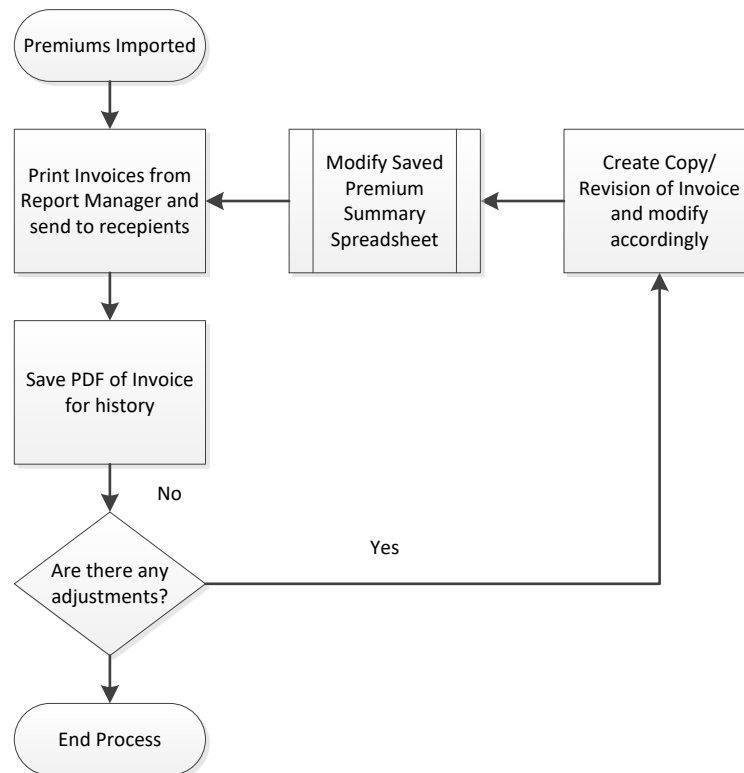 Premiums Imported
Print Invoices from
Report Manager and
send to recepients
Modify Saved
Premium
Summary
Spreadsheet
Create Copy/
Revision of Invoice
and modify
accordingly
Save PDF of Invoice
for history
No
Yes
Are there any
adjustments?
End Process